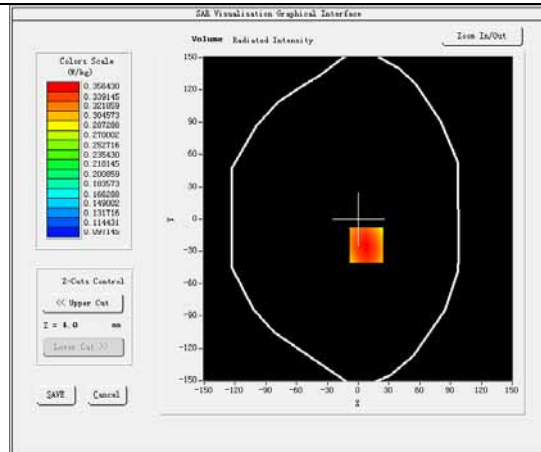 SAR Visualisation Graphical Interface
Volume Radiated Intensity
Zoom In/Out
Colors Scale
(W/kg)
0.356430
0.339145
0.321859
0.304573
0.287288
0.270002
0.252716
0.235430
0.218145
0.200859
0.183573
0.166288
0.149002
0.131716
0.114431
0.097145
Z-Cuts Control
<< Upper Cut
Z = 4.0 mm
Lower Cut >>
SAVE
Cancel
150
120
90
60
30
0
-30
-60
-90
-120
-150
Y
-150 -120 -90 -60 -30 0 30 60 90 120 150